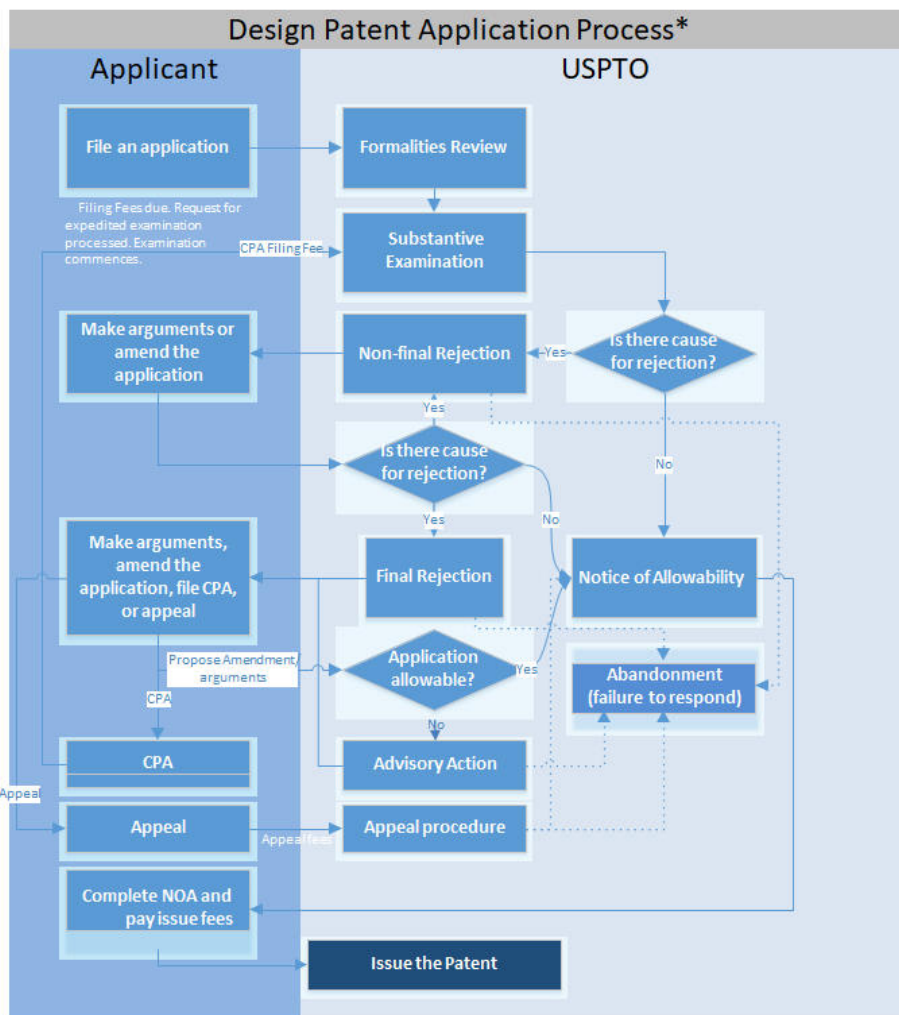 Design Patent Application Process*
Applicant
USPTO
File an application
Formalities Review
Filing Fees due. Request for
expedited examination
processed. Examination
commences.
CPA Filing Fee
Substantive
Examination
Make arguments or
amend the
application
Non-final Rejection
Yes
Is there cause
for rejection?
Yes
Is there cause
for rejection?
No
Yes
No
Make arguments,
amend the
application, file CPA,
or appeal
Final Rejection
Notice of Allowability
Propose Amendment/
arguments
Application
allowable?
Yes
Abandonment
(failure to respond)
CPA
No
CPA
Advisory Action
Appeal
Appeal
Appeal fees
Appeal procedure
Complete NOA and
pay issue fees
Issue the Patent